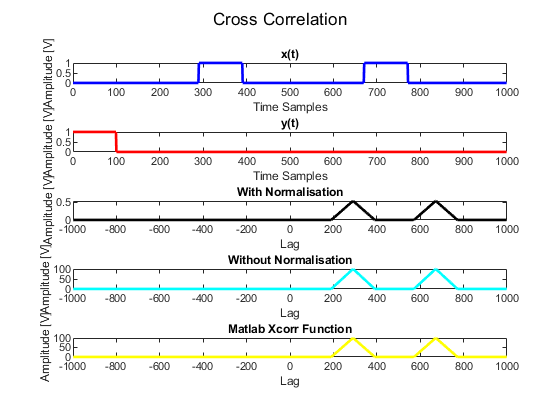 Cross Correlation
x(t)
Amplitude [V]
1
0.5
0
0 100 200 300 400 500 600 700 800 900 1000
Time Samples
y(t)
Amplitude [V]
1
0.5
0
0 100 200 300 400 500 600 700 800 900 1000
Time Samples
With Normalisation
Amplitude [V]
0.5
0
-1000 -800 -600 -400 -200 0 200 400 600 800 1000
Lag
Without Normalisation
Amplitude [V]
100
50
0
-1000 -800 -600 -400 -200 0 200 400 600 800 1000
Lag
Matlab Xcorr Function
Amplitude [V]
100
50
0
-1000 -800 -600 -400 -200 0 200 400 600 800 1000
Lag